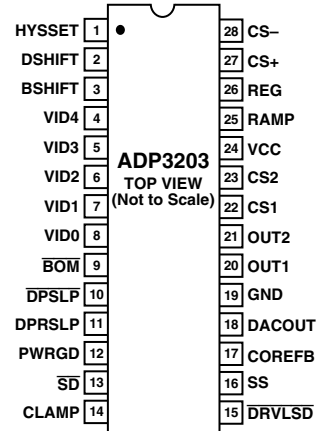 HYSSET 1
DSHIFT 2
BSHIFT 3
VID4 4
VID3 5
VID2 6
VID1 7
VID0 8
BOM 9
DPSLP 10
DPRSLP 11
PWRGD 12
SD 13
CLAMP 14
ADP3203
TOP VIEW
(Not to Scale)
28 CS–
27 CS+
26 REG
25 RAMP
24 VCC
23 CS2
22 CS1
21 OUT2
20 OUT1
19 GND
18 DACOUT
17 COREFB
16 SS
15 DRVLSD